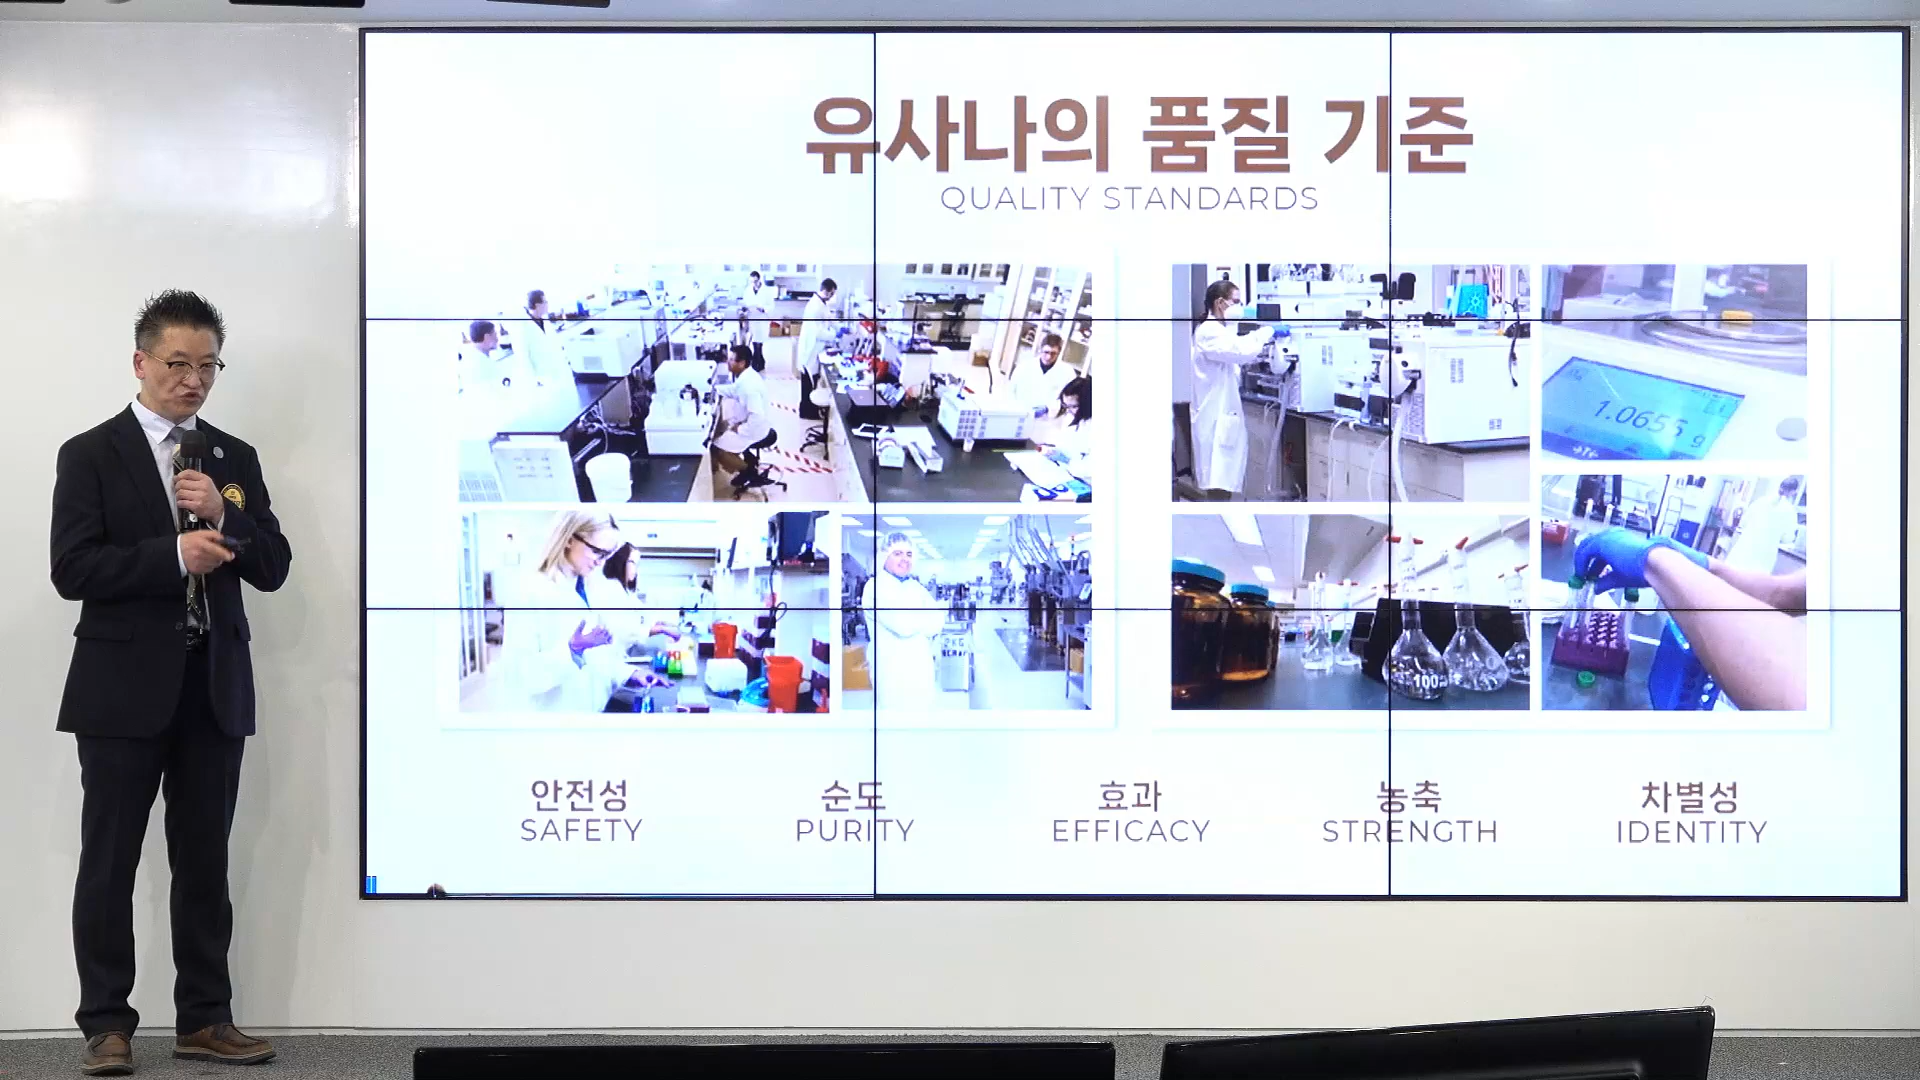 유사나의 품질 기준
QUALITY STANDARDS
1.0655 g
100
안전성
SAFETY
순도
PURITY
효과
EFFICACY
농축
STRENGTH
차별성
IDENTITY